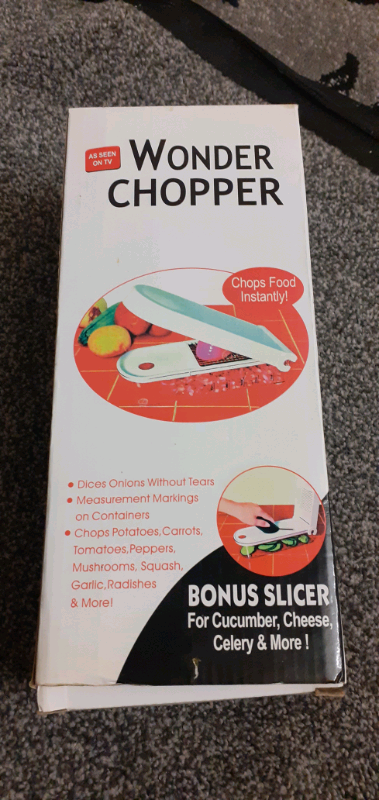 AS SEEN
ON TV
WONDER
CHOPPER
Chops Food
Instantly!
• Dices Onions Without Tears
• Measurement Markings
on Containers
• Chops Potatoes, Carrots,
Tomatoes, Peppers,
Mushrooms, Squash,
Garlic, Radishes
& More!
BONUS SLICER
For Cucumber, Cheese,
Celery & More !